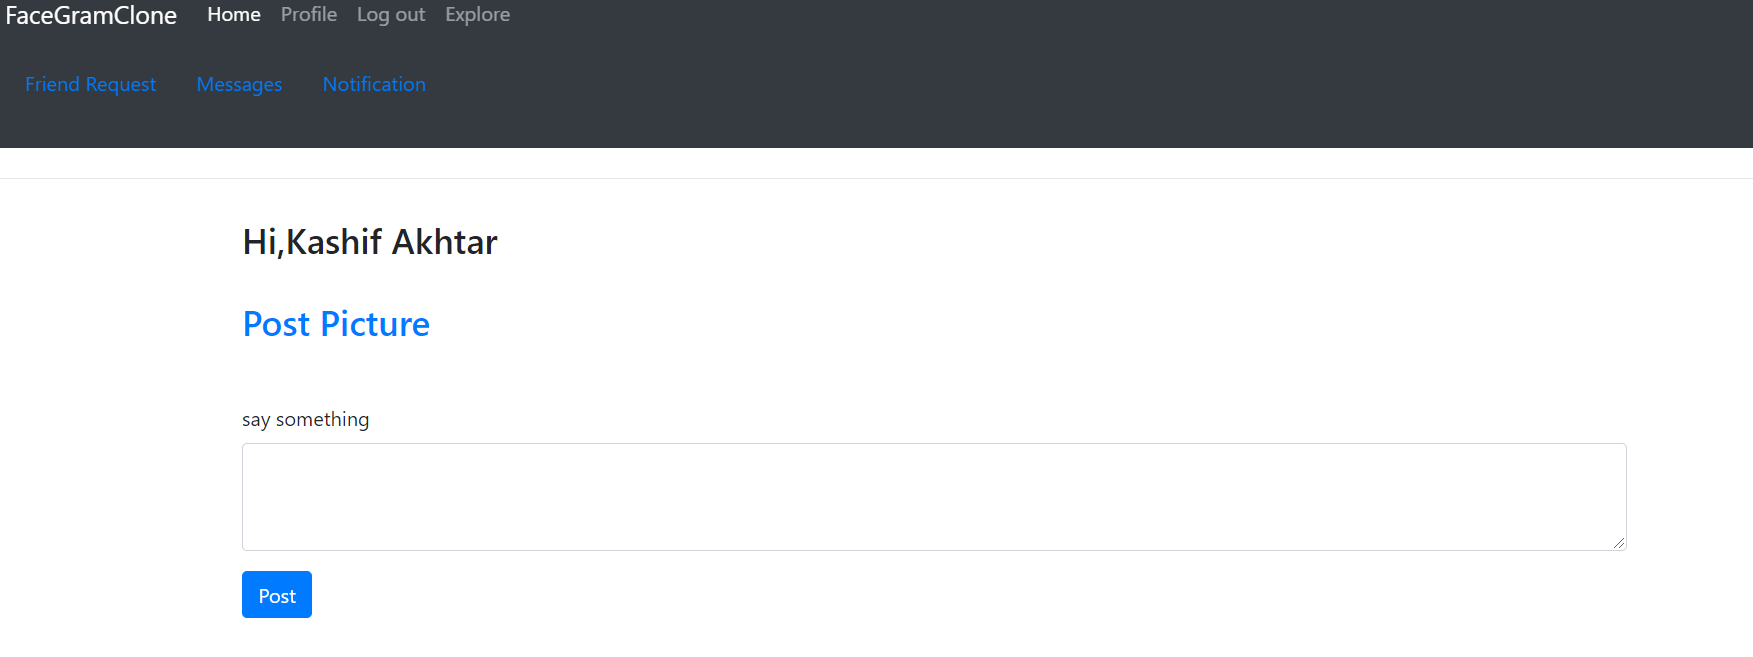 FaceGramClone Home Profile Log out Explore
Friend Request Messages Notification
Hi,Kashif Akhtar
Post Picture
say something
Post